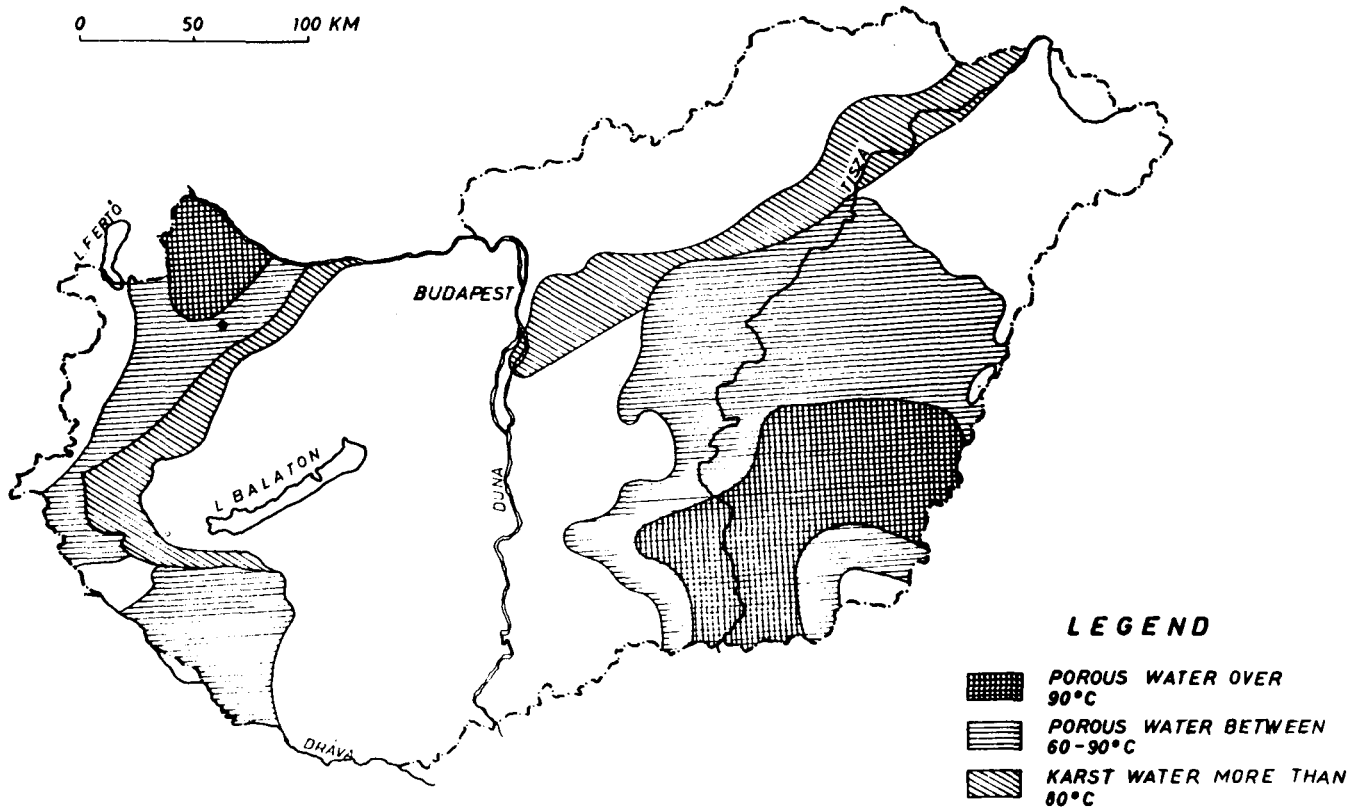 0 50 100 KM
L FERTŐ
TISZA
BUDAPEST
L BALATON
DUNA
DRÁVA
LEGEND
POROUS WATER OVER
90°C
POROUS WATER BETWEEN
60-90°C
KARST WATER MORE THAN
80°C